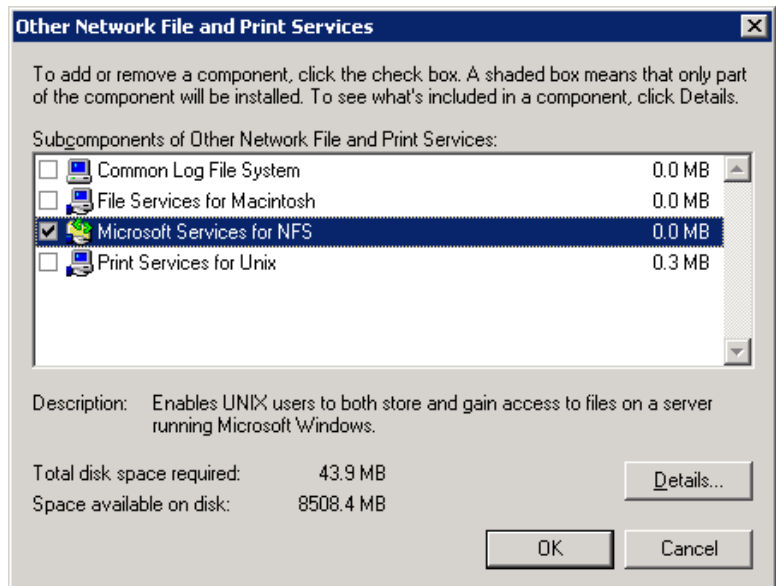 Other Network File and Print Services
To add or remove a component, click the check box. A shaded box means that only part
of the component will be installed. To see what's included in a component, click Details.
Subcomponents of Other Network File and Print Services:
Common Log File System 0.0 MB
File Services for Macintosh 0.0 MB
Microsoft Services for NFS 0.0 MB
Print Services for Unix 0.3 MB
Description: Enables UNIX users to both store and gain access to files on a server
running Microsoft Windows.
Total disk space required: 43.9 MB
Space available on disk: 8508.4 MB
Details...
OK Cancel